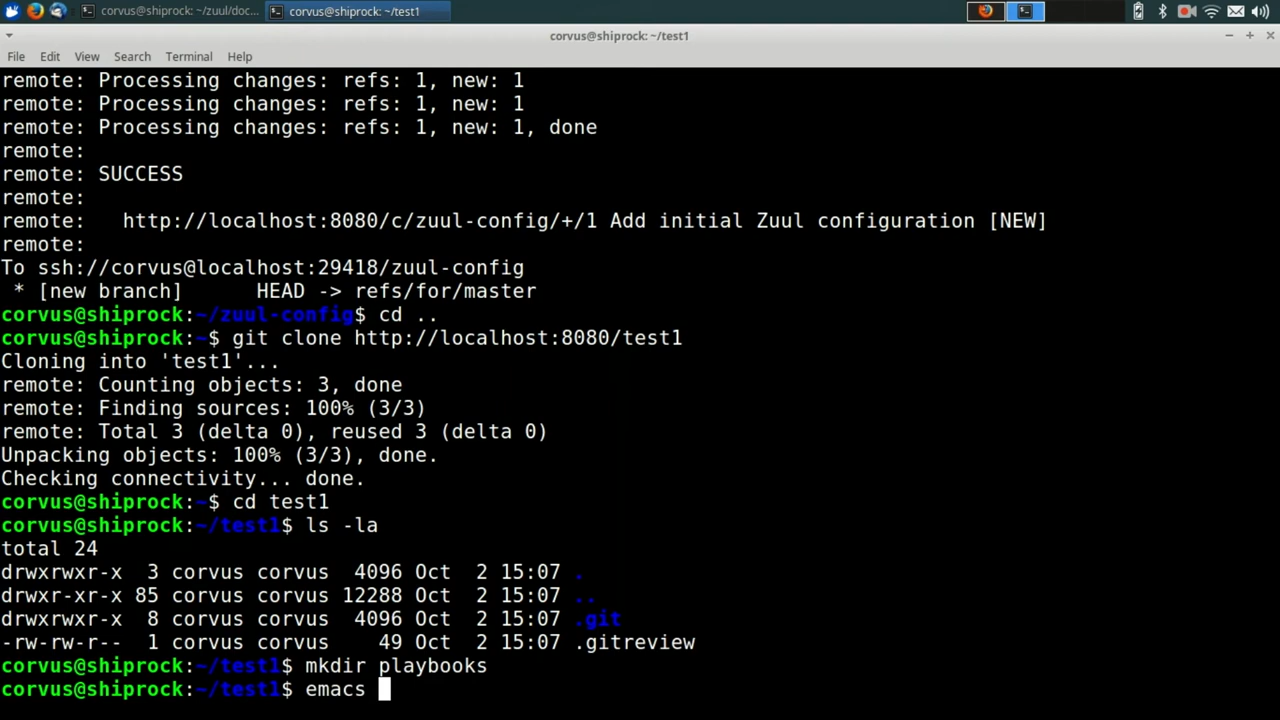 corvus@shiprock: ~/zuul/doc...
corvus@shiprock: ~/test1
corvus@shiprock: ~/test1
File Edit View Search Terminal Help
remote: Processing changes: refs: 1, new: 1
remote: Processing changes: refs: 1, new: 1
remote: Processing changes: refs: 1, new: 1, done
remote:
remote: SUCCESS
remote:
remote:   http://localhost:8080/c/zuul-config/+/1 Add initial Zuul configuration [NEW]
remote:
To ssh://corvus@localhost:29418/zuul-config
 * [new branch]      HEAD -> refs/for/master
corvus@shiprock:~/zuul-config$ cd ..
corvus@shiprock:~$ git clone http://localhost:8080/test1
Cloning into 'test1'...
remote: Counting objects: 3, done
remote: Finding sources: 100% (3/3)
remote: Total 3 (delta 0), reused 3 (delta 0)
Unpacking objects: 100% (3/3), done.
Checking connectivity... done.
corvus@shiprock:~$ cd test1
corvus@shiprock:~/test1$ ls -la
total 24
drwxrwxr-x  3 corvus corvus  4096 Oct  2 15:07 .
drwxr-xr-x 85 corvus corvus 12288 Oct  2 15:07 ..
drwxrwxr-x  8 corvus corvus  4096 Oct  2 15:07 .git
-rw-rw-r--  1 corvus corvus    49 Oct  2 15:07 .gitreview
corvus@shiprock:~/test1$ mkdir playbooks
corvus@shiprock:~/test1$ emacs